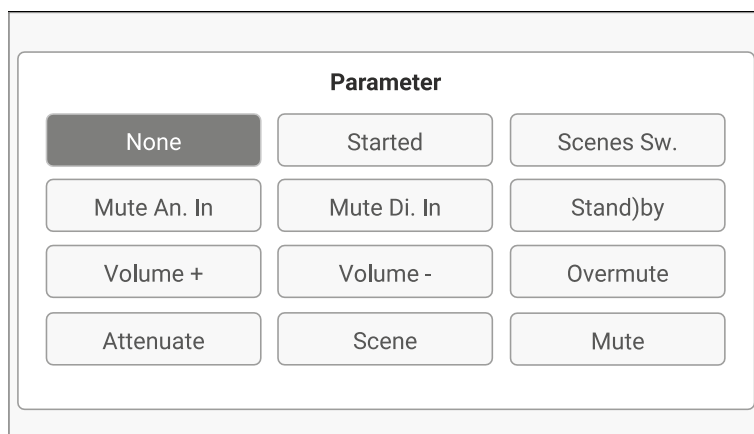 Parameter
None Started Scenes Sw.
Mute An. In Mute Di. In Stand)by
Volume + Volume - Overmute
Attenuate Scene Mute